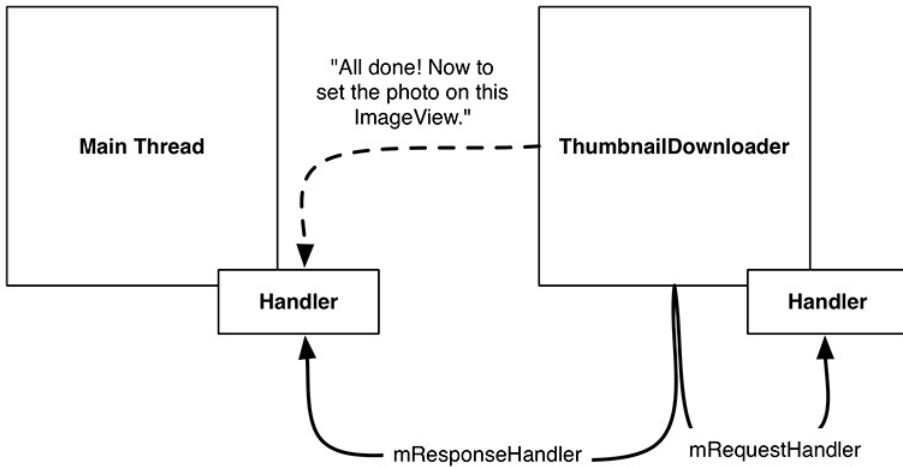 "All done! Now to
set the photo on this
ImageView."
Main Thread
ThumbnailDownloader
Handler
Handler
mResponseHandler
mRequestHandler